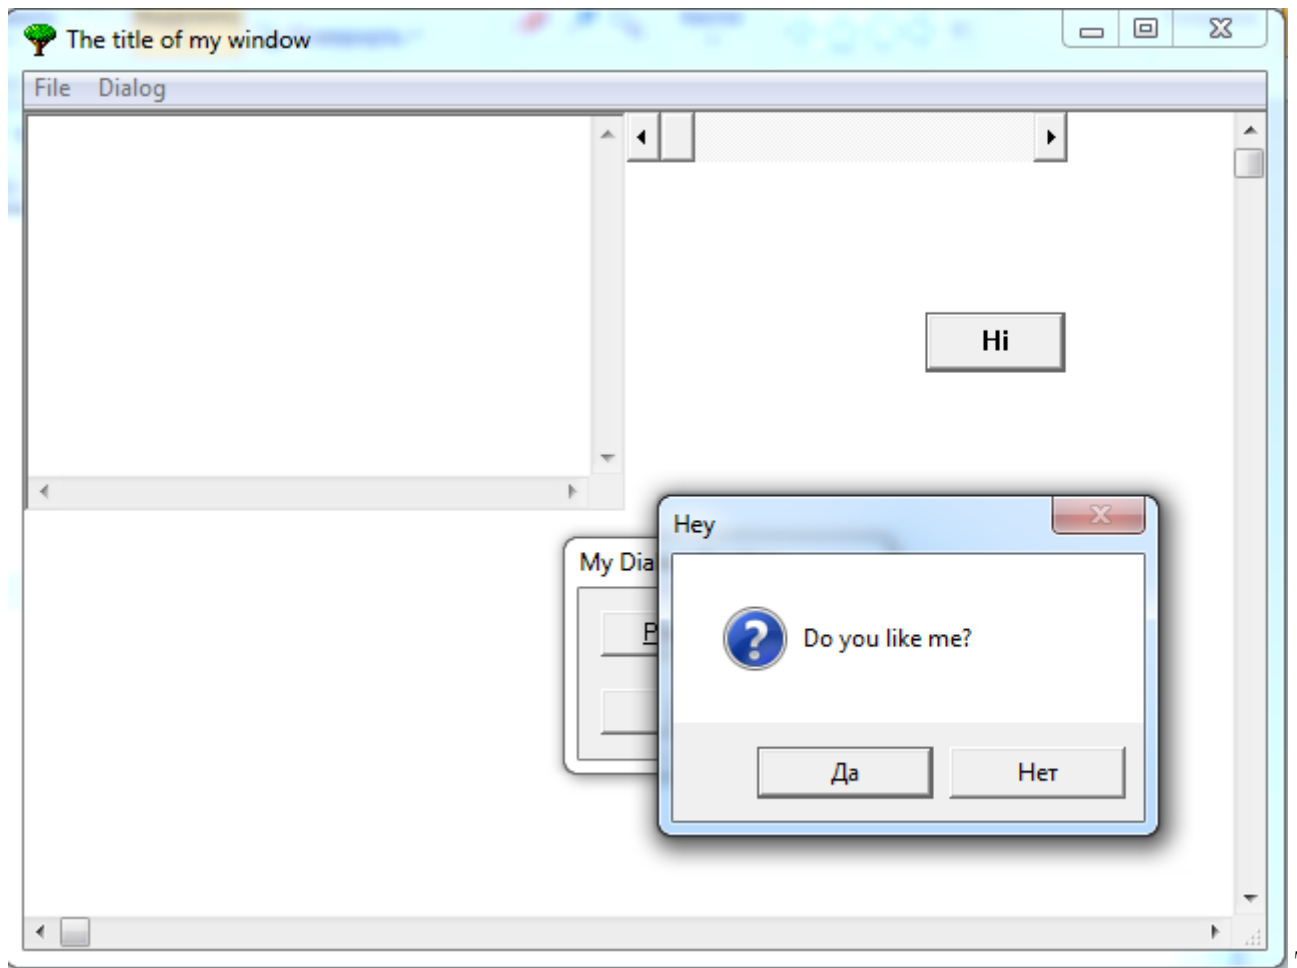 The title of my window
File Dialog
Hi
Hey
My Dia
P
Do you like me?
Да Нет